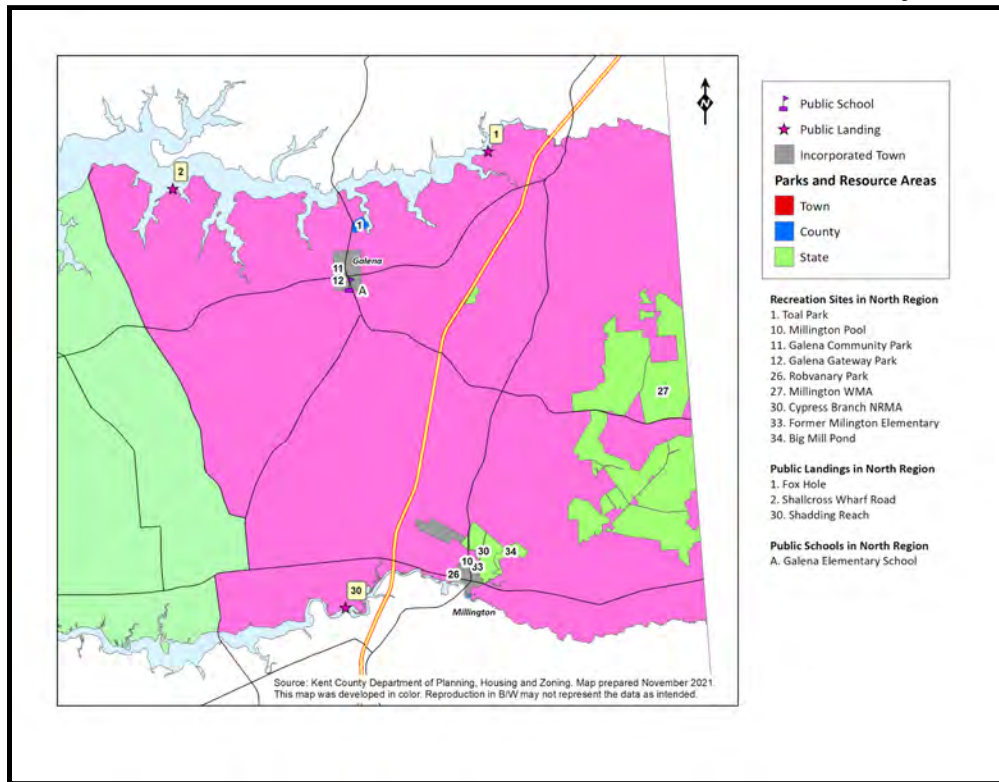 1
2
1
Galena
11
12
A
27
30
34
10
33
26
30
Millington
Source: Kent County Department of Planning, Housing and Zoning. Map prepared November 2021.
This map was developed in color. Reproduction in B/W may not represent the data as intended.
N
Public School
Public Landing
Incorporated Town
Parks and Resource Areas
Town
County
State
Recreation Sites in North Region
1. Toal Park
10. Millington Pool
11. Galena Community Park
12. Galena Gateway Park
26. Robvanary Park
27. Millington WMA
30. Cypress Branch NRMA
33. Former Milington Elementary
34. Big Mill Pond
Public Landings in North Region
1. Fox Hole
2. Shallcross Wharf Road
30. Shadding Reach
Public Schools in North Region
A. Galena Elementary School